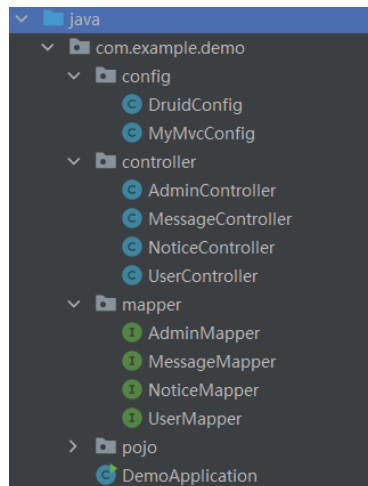 java
com.example.demo
config
DruidConfig
MyMvcConfig
controller
AdminController
MessageController
NoticeController
UserController
mapper
AdminMapper
MessageMapper
NoticeMapper
UserMapper
pojo
DemoApplication